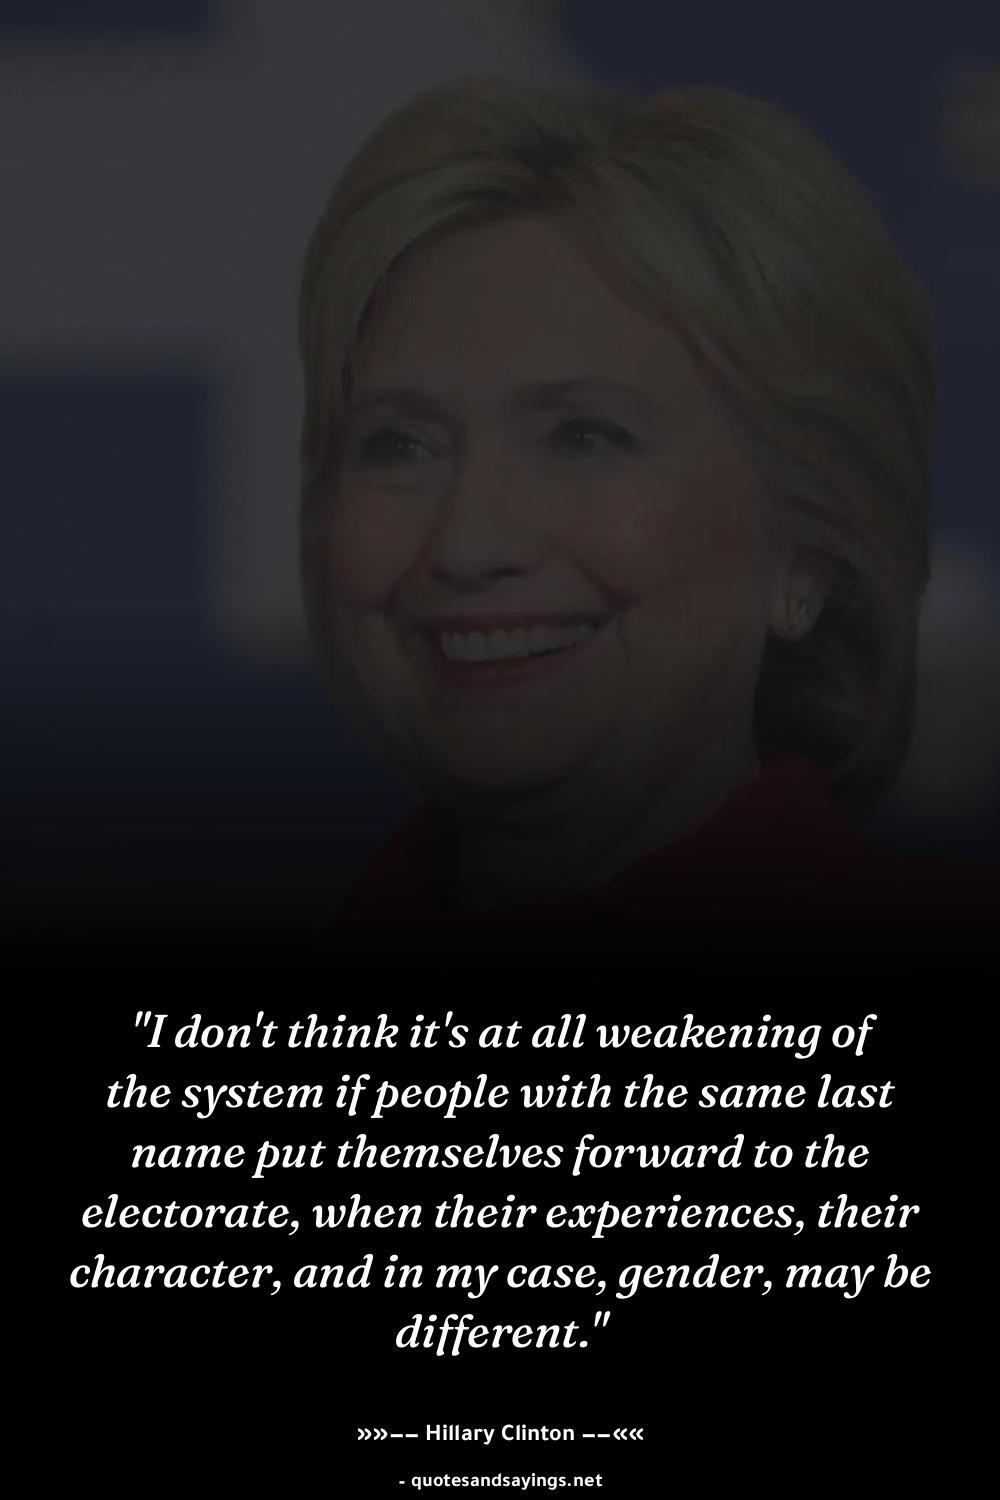 "I don't think it's at all weakening of
the system if people with the same last
name put themselves forward to the
electorate, when their experiences, their
character, and in my case, gender, may be
different."
»»−− Hillary Clinton −−««
- quotesandsayings.net